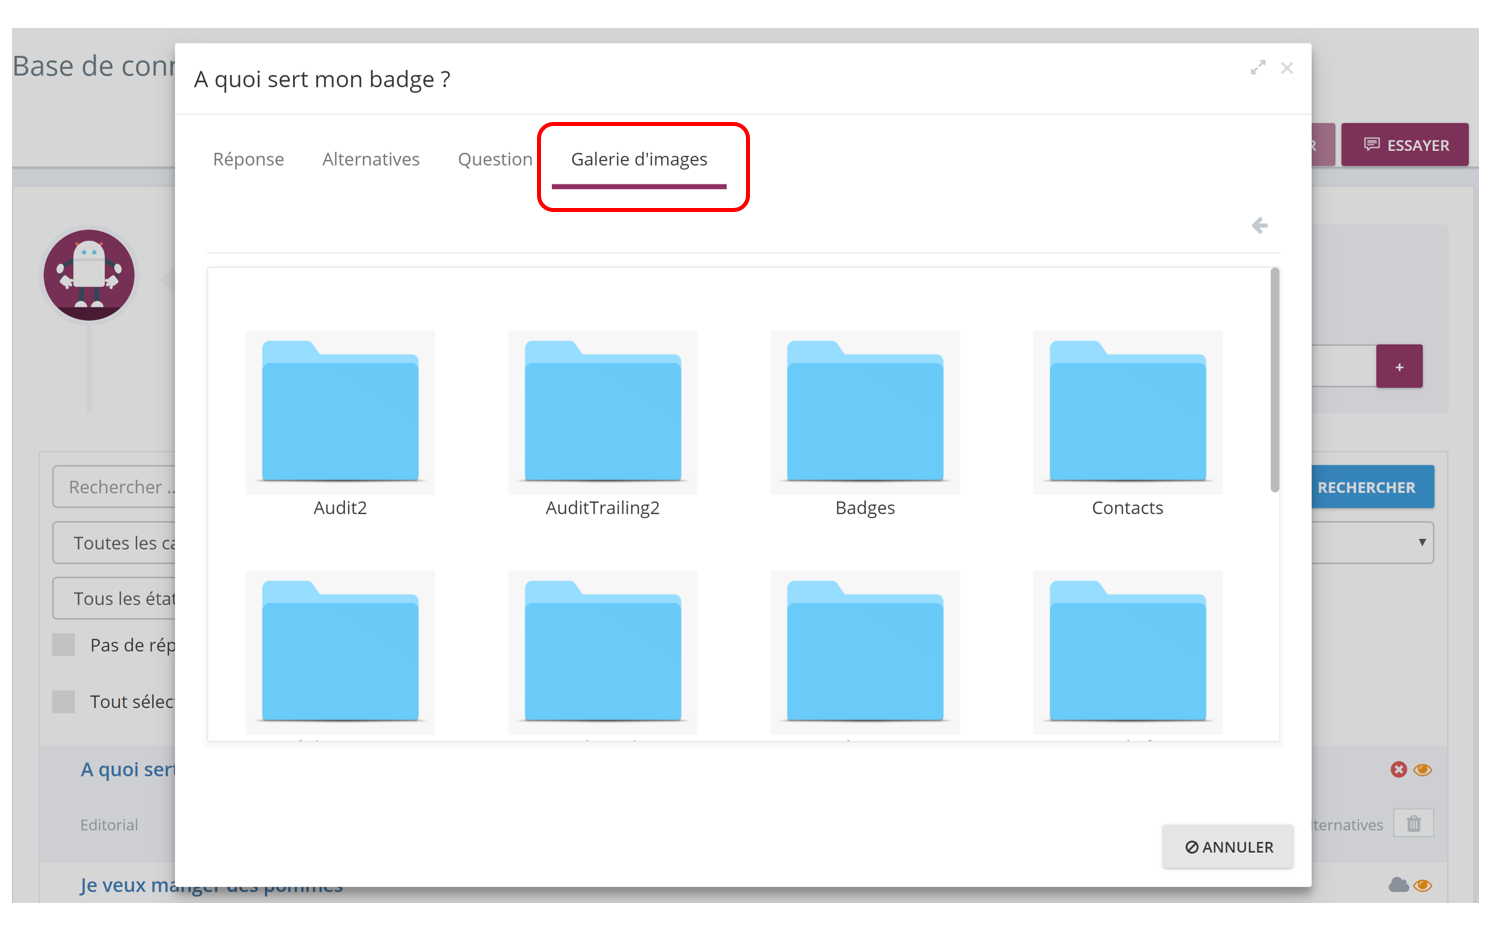 Base de con
A quoi sert mon badge ?
Réponse
Alternatives
Question
Galerie d'images
ESSAYER
+
Rechercher ..
RECHERCHER
Audit2
AuditTrailing2
Badges
Contacts
Toutes les ca
Tous les état
Pas de rép
Tout sélec
A quoi sert
Editorial
ternatives
ANNULER
Je veux manger des pommes